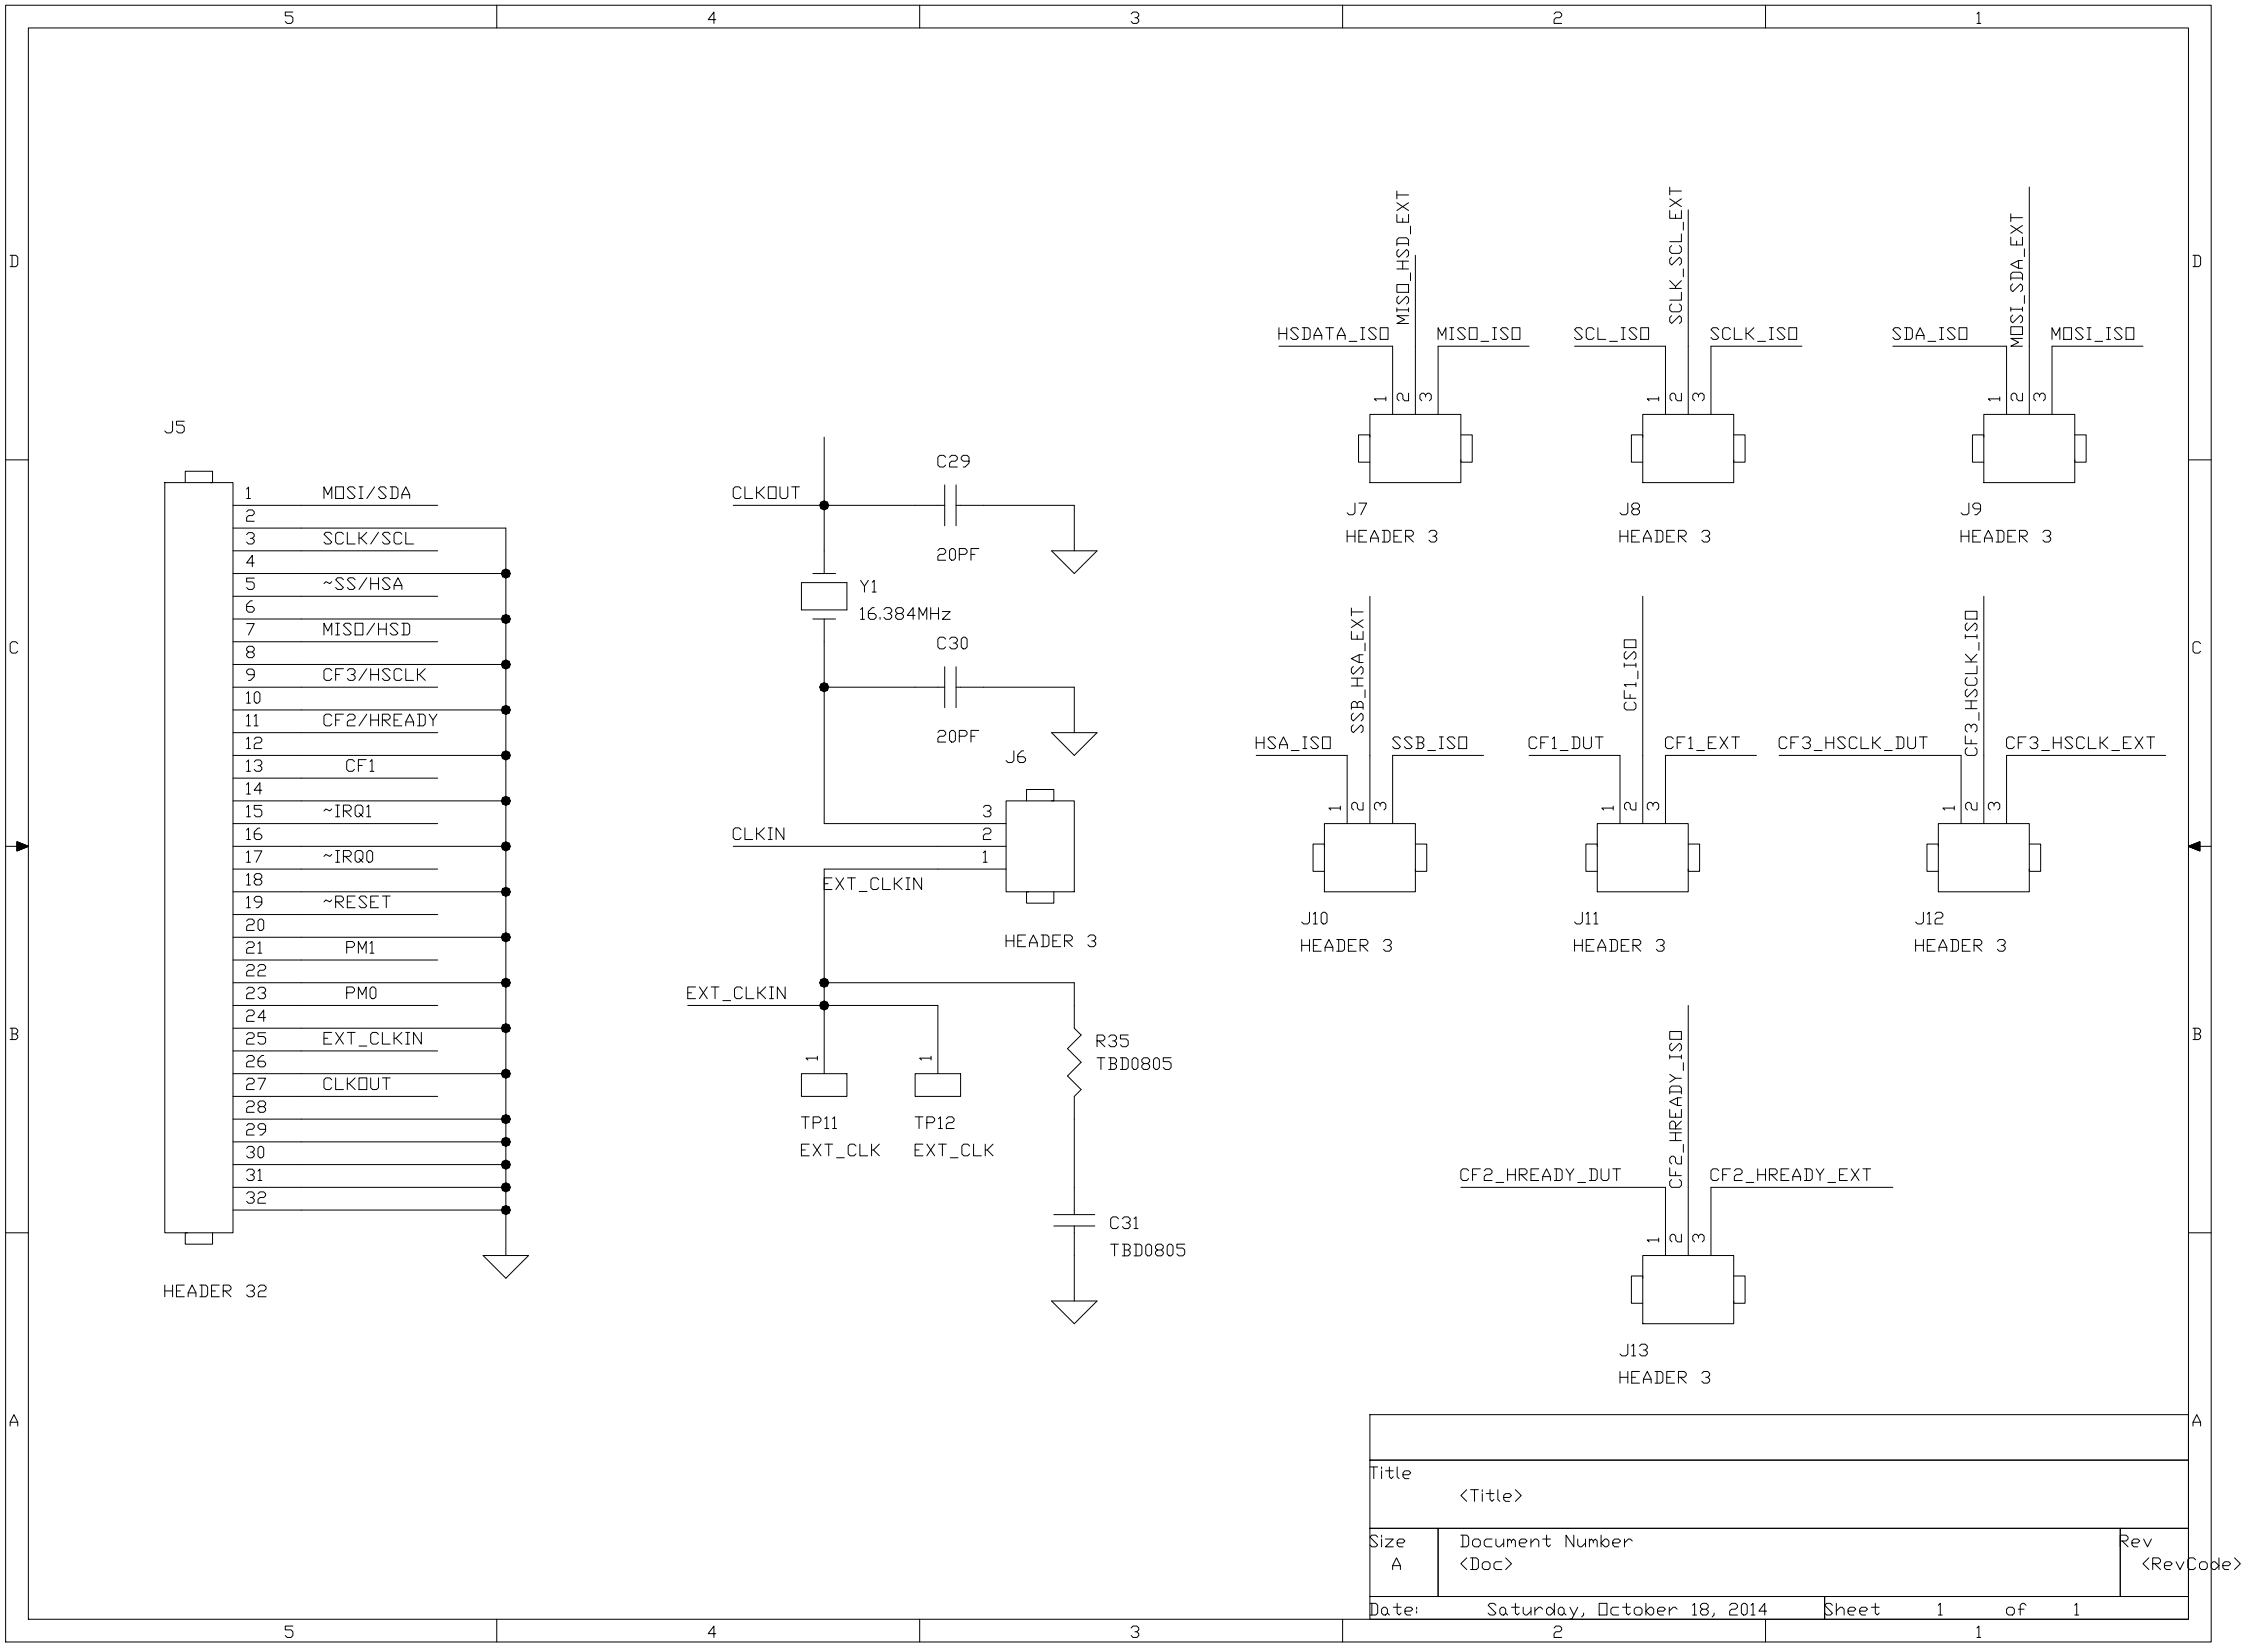 5 4 3 2 1
D D
C C
B B
A A
J5
1 MOSI/SDA
2
3 SCLK/SCL
4
5 ~SS/HSA
6
7 MISO/HSD
8
9 CF3/HSCLK
10
11 CF2/HREADY
12
13 CF1
14
15 ~IRQ1
16
17 ~IRQ0
18
19 ~RESET
20
21 PM1
22
23 PM0
24
25 EXT_CLKIN
26
27 CLKOUT
28
29
30
31
32
HEADER 32
CLKOUT
C29
20PF
Y1
16.384MHz
C30
20PF
J6
3
CLKIN 2
1
EXT_CLKIN
HEADER 3
EXT_CLKIN
1 1
TP11 TP12
EXT_CLK EXT_CLK
R35
TBD0805
C31
TBD0805
HSDATA_ISO MISO_HSD_EXT MISO_ISO
1 2 3
J7
HEADER 3
SCL_ISO SCLK_SCL_EXT SCLK_ISO
1 2 3
J8
HEADER 3
SDA_ISO MOSI_SDA_EXT MOSI_ISO
1 2 3
J9
HEADER 3
HSA_ISO SSB_HSA_EXT SSB_ISO
1 2 3
J10
HEADER 3
CF1_DUT CF1_ISO CF1_EXT
1 2 3
J11
HEADER 3
CF3_HSCLK_DUT CF3_HSCLK_ISO CF3_HSCLK_EXT
1 2 3
J12
HEADER 3
CF2_HREADY_DUT CF2_HREADY_ISO CF2_HREADY_EXT
1 2 3
J13
HEADER 3
Title
<Title>
Size Document Number Rev
A <Doc> <RevCode>
Date: Saturday, October 18, 2014 Sheet 1 of 1
5 4 3 2 1